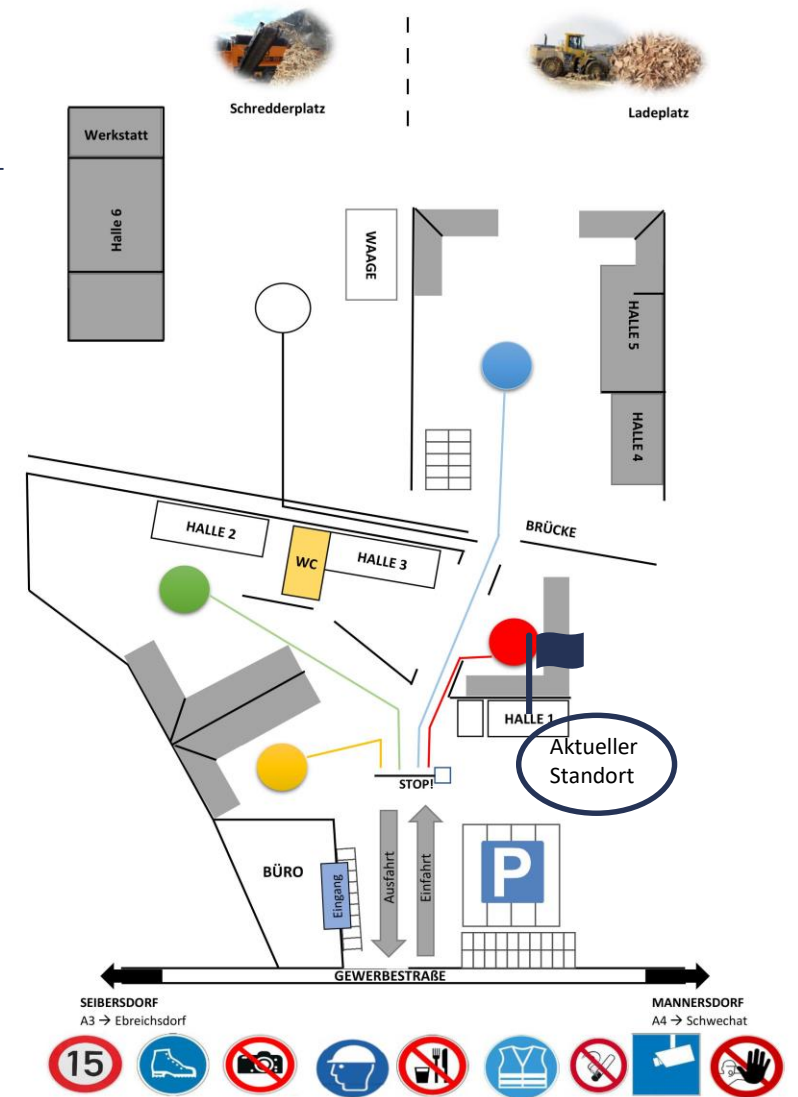 Schredderplatz
Ladeplatz
Werkstatt
Halle 6
WAAGE
HALLE 5
HALLE 4
BRÜCKE
HALLE 2
WC
HALLE 3
HALLE 1
Aktueller
Standort
STOP!
BÜRO
Eingang
Ausfahrt
Einfahrt
P
GEWERBESTRAßE
SEIBERSDORF
A3 → Ebreichsdorf
MANNERSDORF
A4 → Schwechat
15